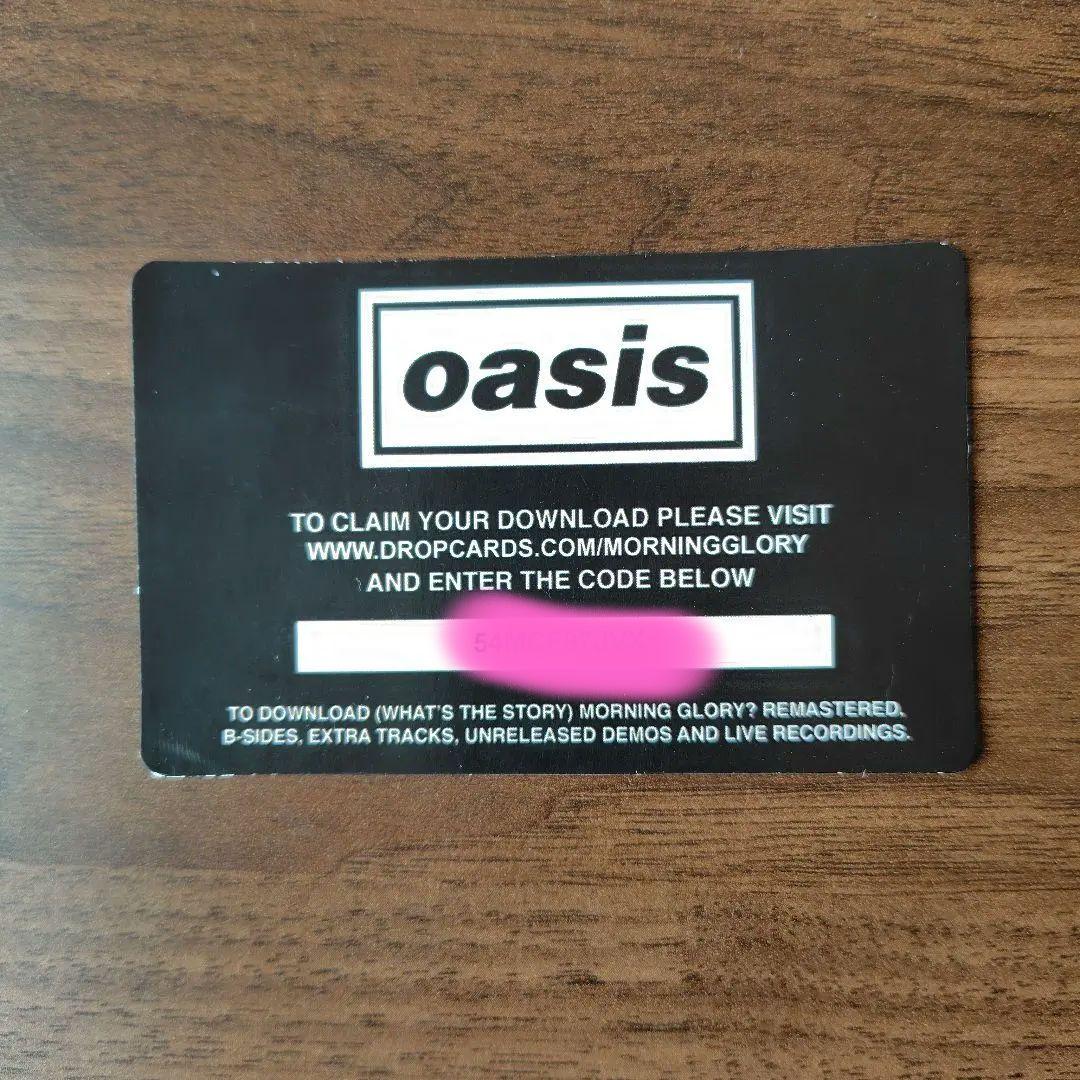 oasis
TO CLAIM YOUR DOWNLOAD PLEASE VISIT
WWW.DROPCARDS.COM/MORNINGGLORY
AND ENTER THE CODE BELOW
TO DOWNLOAD (WHAT'S THE STORY) MORNING GLORY? REMASTERED.
B-SIDES, EXTRA TRACKS, UNRELEASED DEMOS AND LIVE RECORDINGS.